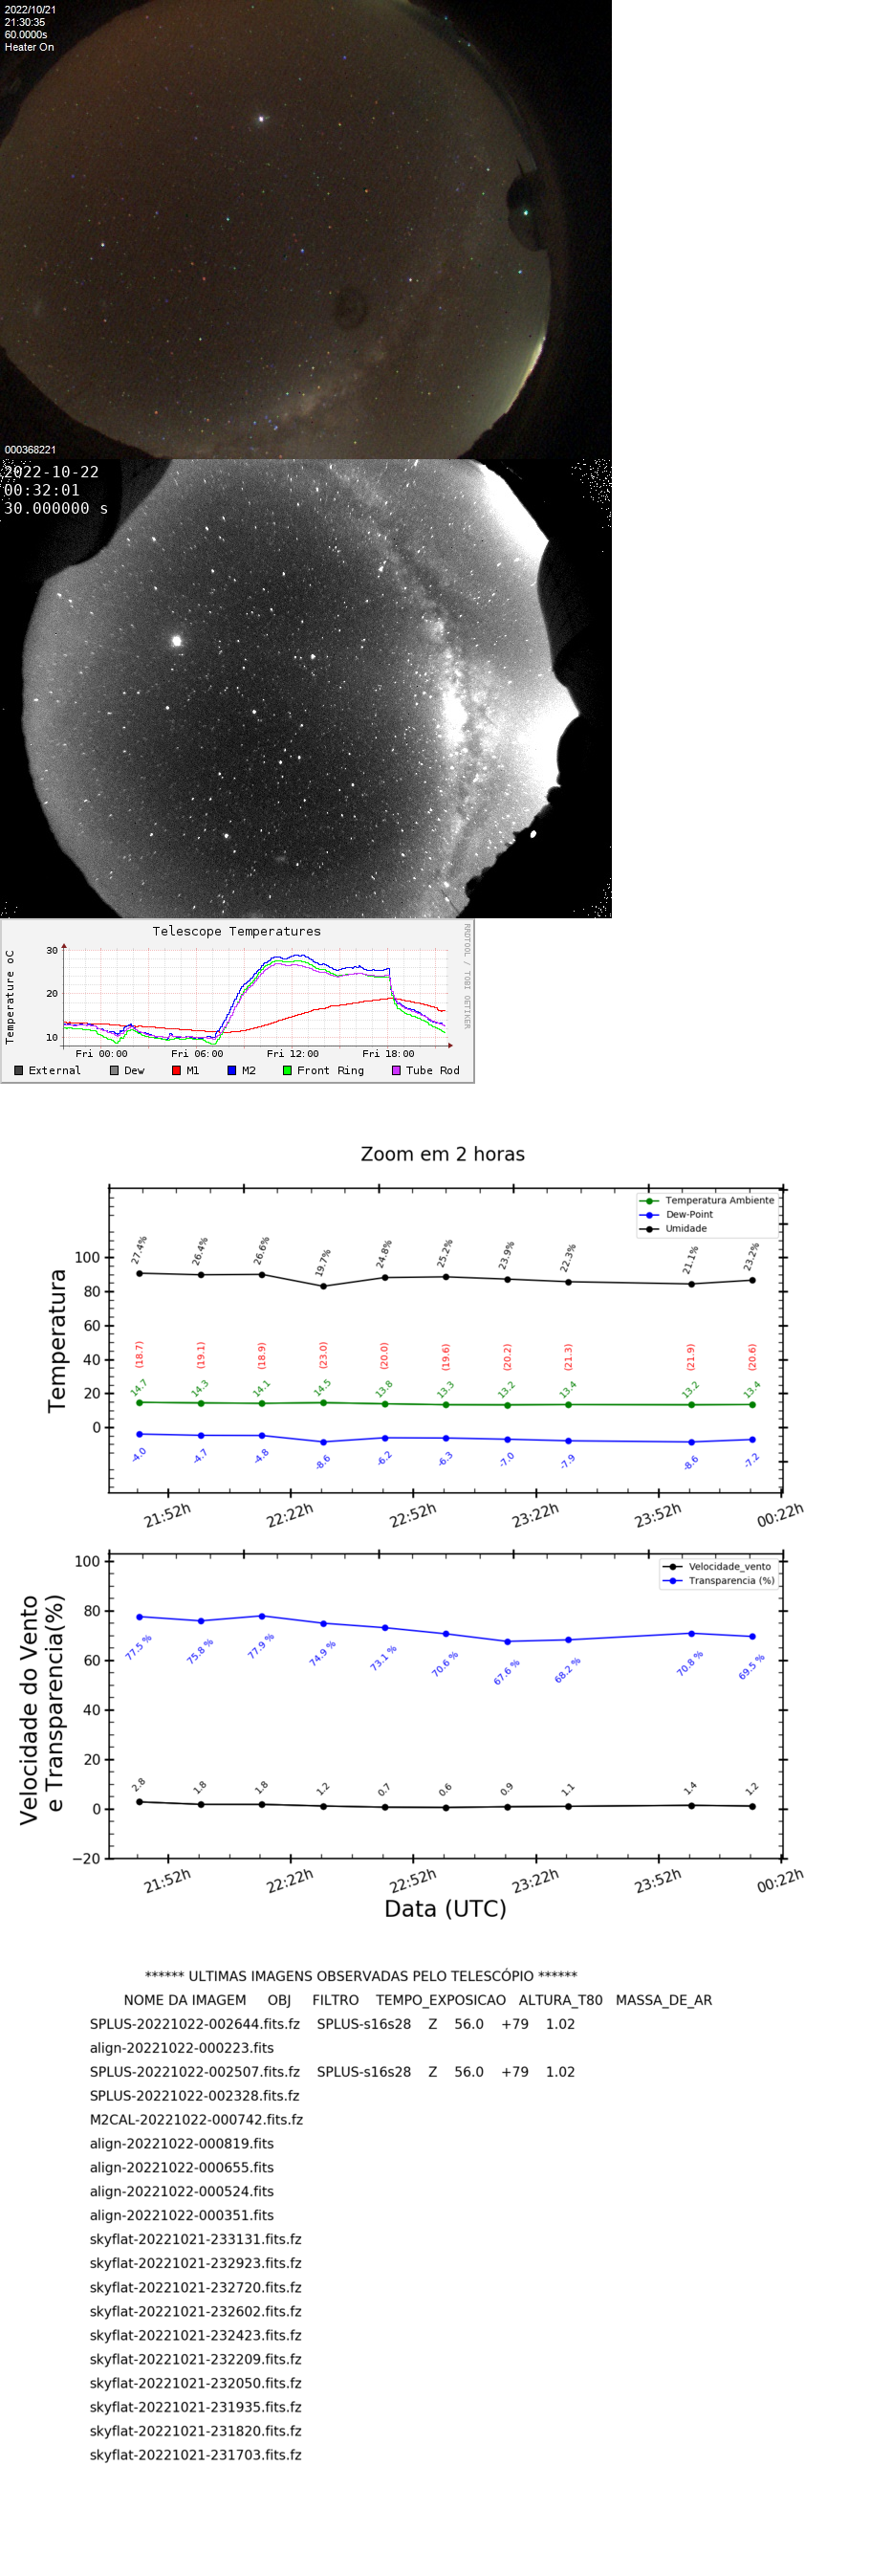 2022/10/21
21:30:35
60.0000s
Heater On
000368221
2022-10-22
00:32:01
30.000000 s
Telescope Temperatures
RRDTOOL / TOBI OETIKER
Temperature oC
30
20
10
Fri 00:00 Fri 06:00 Fri 12:00 Fri 18:00
External Dew M1 M2 Front Ring Tube Rod
Zoom em 2 horas
Temperatura Ambiente
Dew-Point
Umidade
Temperatura
100
80
60
40
20
0
27.4% 26.4% 26.6% 19.7% 24.8% 25.2% 23.9% 22.3% 21.1% 23.2%
(18.7) (19.1) (18.9) (23.0) (20.0) (19.6) (20.2) (21.3) (21.9) (20.6)
14.7 14.3 14.1 14.5 13.8 13.3 13.2 13.4 13.2 13.4
-4.0 -4.7 -4.8 -8.6 -6.2 -6.3 -7.0 -7.9 -8.6 -7.2
21:52h 22:22h 22:52h 23:22h 23:52h 00:22h
Velocidade_vento
Transparencia (%)
Velocidade do Vento
e Transparencia(%)
100
80
60
40
20
0
−20
77.5 % 75.8 % 77.9 % 74.9 % 73.1 % 70.6 % 67.6 % 68.2 % 70.8 % 69.5 %
2.8 1.8 1.8 1.2 0.7 0.6 0.9 1.1 1.4 1.2
21:52h 22:22h 22:52h 23:22h 23:52h 00:22h
Data (UTC)
****** ULTIMAS IMAGENS OBSERVADAS PELO TELESCÓPIO ******
NOME DA IMAGEM OBJ FILTRO TEMPO_EXPOSICAO ALTURA_T80 MASSA_DE_AR
SPLUS-20221022-002644.fits.fz SPLUS-s16s28 Z 56.0 +79 1.02
align-20221022-000223.fits
SPLUS-20221022-002507.fits.fz SPLUS-s16s28 Z 56.0 +79 1.02
SPLUS-20221022-002328.fits.fz
M2CAL-20221022-000742.fits.fz
align-20221022-000819.fits
align-20221022-000655.fits
align-20221022-000524.fits
align-20221022-000351.fits
skyflat-20221021-233131.fits.fz
skyflat-20221021-232923.fits.fz
skyflat-20221021-232720.fits.fz
skyflat-20221021-232602.fits.fz
skyflat-20221021-232423.fits.fz
skyflat-20221021-232209.fits.fz
skyflat-20221021-232050.fits.fz
skyflat-20221021-231935.fits.fz
skyflat-20221021-231820.fits.fz
skyflat-20221021-231703.fits.fz